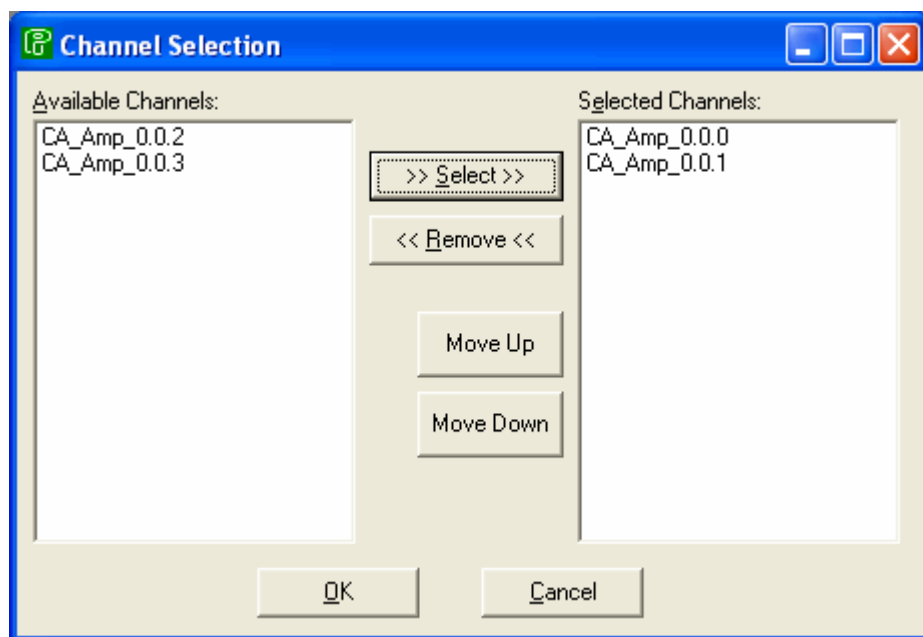 Channel Selection
Available Channels:
CA_Amp_0.0.2
CA_Amp_0.0.3
>> Select >>
<< Remove <<
Move Up
Move Down
Selected Channels:
CA_Amp_0.0.0
CA_Amp_0.0.1
OK
Cancel